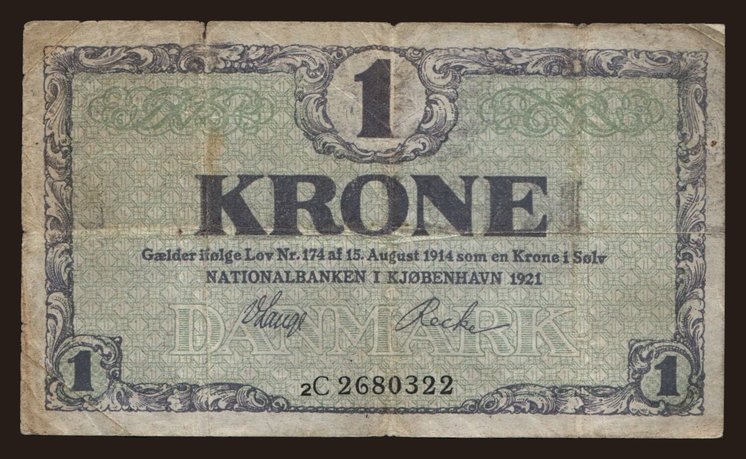 1
KRONE
Gælder ifølge Lov Nr. 174 af 15. August 1914 som en Krone i Sølv
NATIONALBANKEN I KJØBENHAVN 1921
DANMARK
V Lange Recke
1 2C 2680322 1